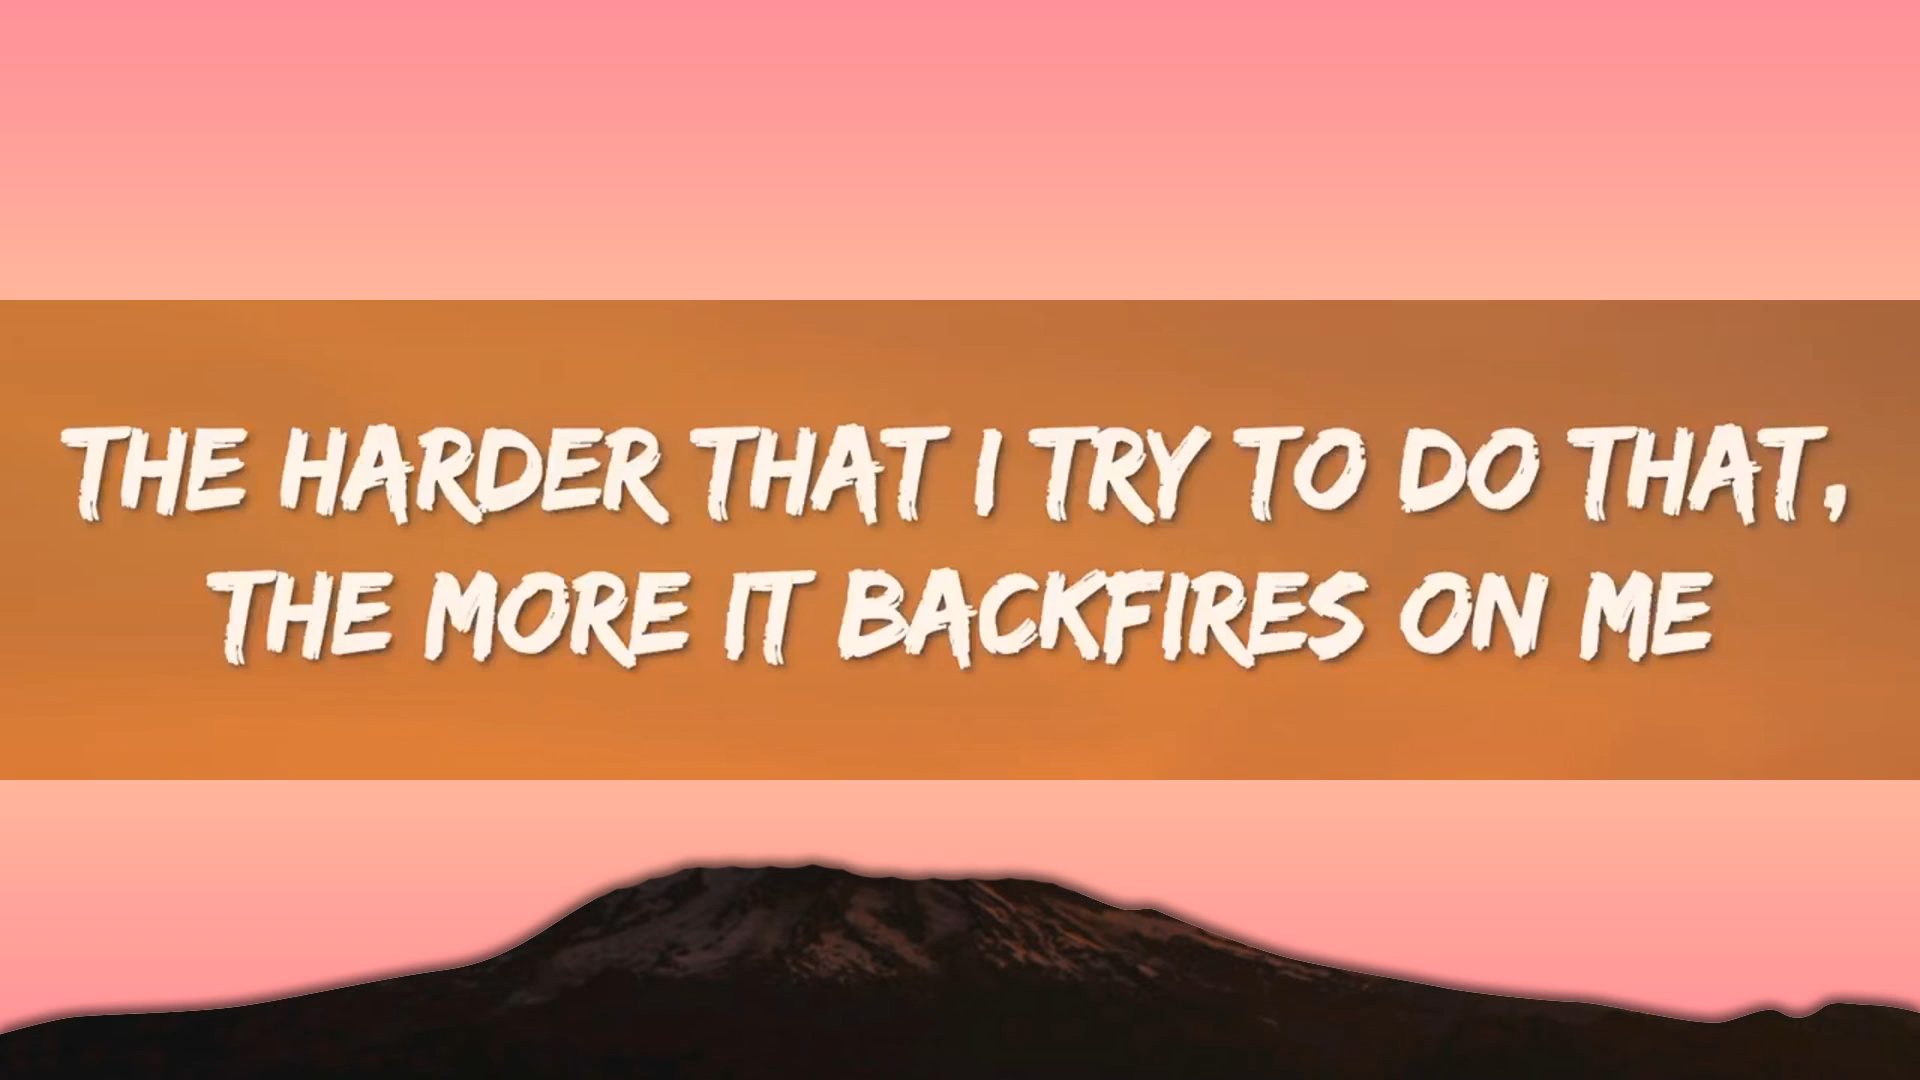 THE HARDER THAT I TRY TO DO THAT,
THE MORE IT BACKFIRES ON ME